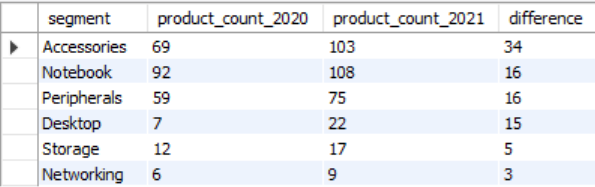 segment product_count_2020 product_count_2021 difference
Accessories 69 103 34
Notebook 92 108 16
Peripherals 59 75 16
Desktop 7 22 15
Storage 12 17 5
Networking 6 9 3